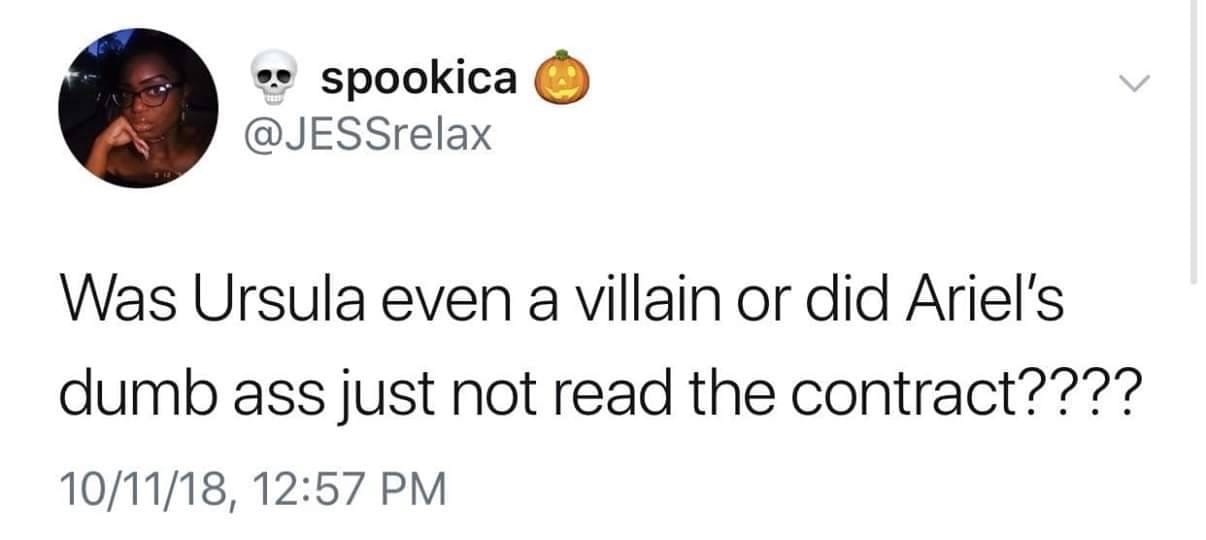 💀 spookica 🎃
@JESSrelax
Was Ursula even a villain or did Ariel's
dumb ass just not read the contract????
10/11/18, 12:57 PM